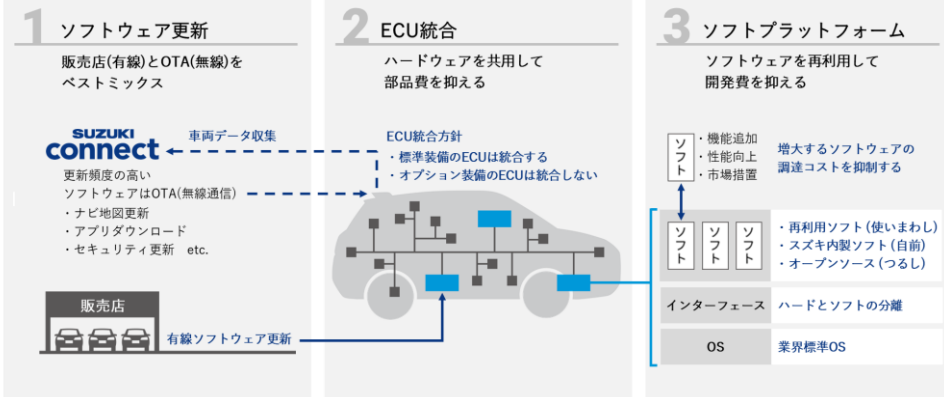 1 ソフトウェア更新
販売店(有線)とOTA(無線)を
ベストミックス
SUZUKI
connect
車両データ収集
更新頻度の高い
ソフトウェアはOTA(無線通信)
・ナビ地図更新
・アプリダウンロード
・セキュリティ更新 etc.
販売店
有線ソフトウェア更新
2 ECU統合
ハードウェアを共用して
部品費を抑える
ECU統合方針
・標準装備のECUは統合する
・オプション装備のECUは統合しない
3 ソフトプラットフォーム
ソフトウェアを再利用して
開発費を抑える
ソフト
・機能追加
・性能向上
・市場措置
増大するソフトウェアの
調達コストを抑制する
ソフト
ソフト
ソフト
・再利用ソフト(使いまわし)
・スズキ内製ソフト(自前)
・オープンソース(つるし)
インターフェース
ハードとソフトの分離
OS
業界標準OS